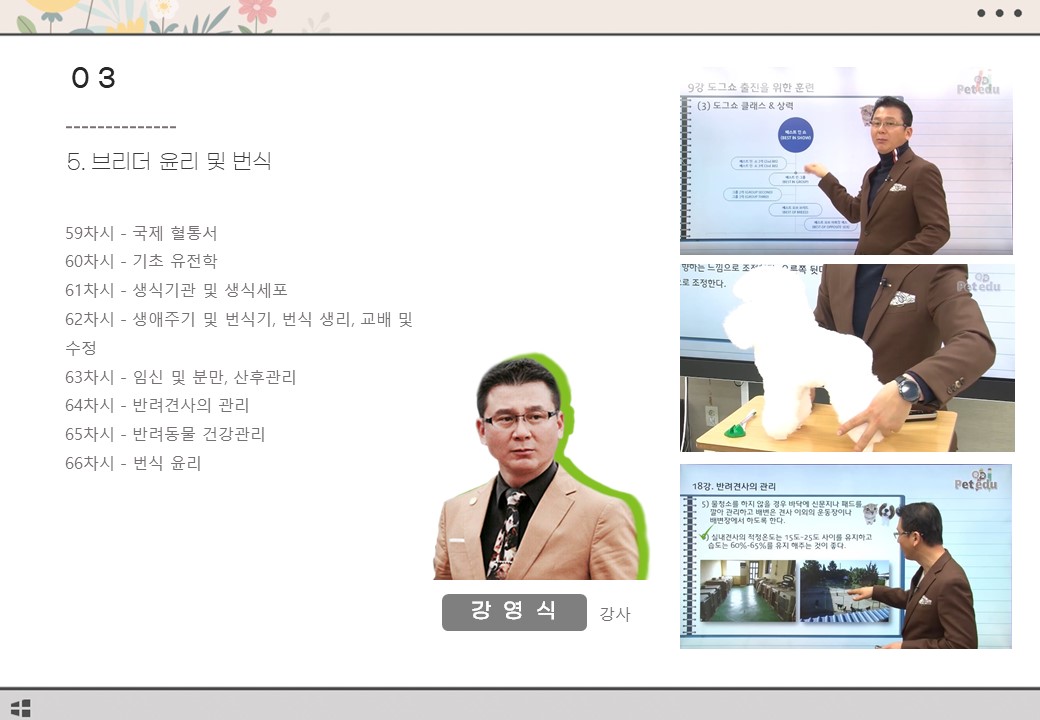 03
--------------
5. 브리더 윤리 및 번식
59차시 - 국제 혈통서
60차시 - 기초 유전학
61차시 - 생식기관 및 생식세포
62차시 - 생애주기 및 번식기, 번식 생리, 교배 및
수정
63차시 - 임신 및 분만, 산후관리
64차시 - 반려견사의 관리
65차시 - 반려동물 건강관리
66차시 - 번식 윤리
강 영 식 강사
9강 도그쇼 출진을 위한 훈련
Petedu
(3) 도그쇼 클래스 & 상력
베스트 인 쇼
(BEST IN SHOW)
로 조정한다.
Petedu
18강. 반려견사의 관리
Petedu
5) 물청소를 하지 않을 경우 바닥에 신문지나 패드를
깔아 관리하고 배변은 견사 이외의 운동장이나
배변장에서 하도록 한다.
실내견사의 적정온도는 15도-25도 사이를 유지하고
습도는 60%-65%를 유지 해주는 것이 좋다.